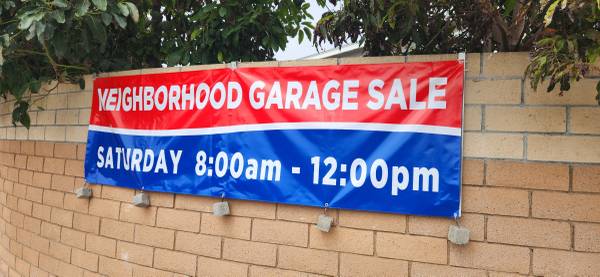 NEIGHBORHOOD GARAGE SALE
SATURDAY 8:00am - 12:00pm